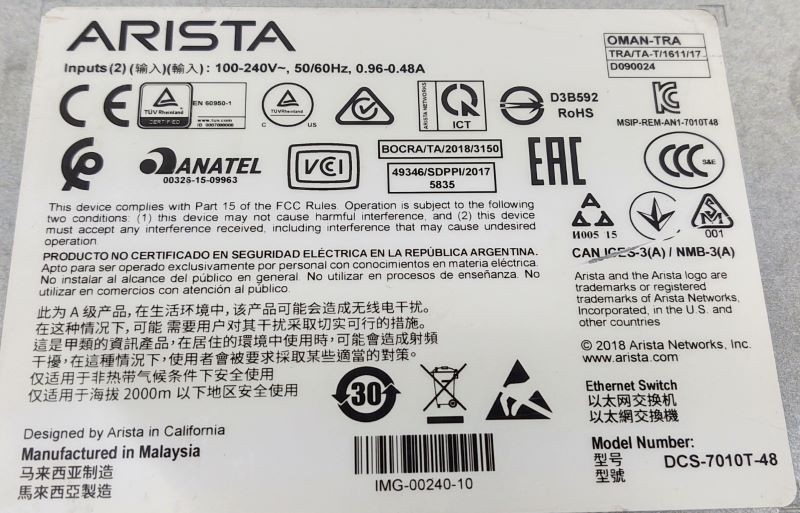 ARISTA
Inputs(2) (输入)(輸入) : 100-240V~, 50/60Hz, 0.96-0.48A
OMAN-TRA
TRA/TA-T/1611/17
D090024
CE
TÜVRheinland
CERTIFIED
EN 60950-1
www.tuv.com
TÜVRheinland
C US
ARISTA NETWORKS
ICT
D3B592
RoHS
MSIP-REM-AN1-7010T48
ANATEL
00328-15-09963
VCI
BOCRA/TA/2018/3150
49346/SDPPI/2017
5835
EAC
CCC
S&E
This device complies with Part 15 of the FCC Rules. Operation is subject to the following
two conditions: (1) this device may not cause harmful interference, and (2) this device
must accept any interference received, including interference that may cause undesired
operation.
И005 15
001
CAN ICES-3(A) / NMB-3(A)
PRODUCTO NO CERTIFICADO EN SEGURIDAD ELÉCTRICA EN LA REPÚBLICA ARGENTINA.
Apto para ser operado exclusivamente por personal con conocimientos en materia eléctrica.
No instalar al alcance del público en general. No utilizar en procesos de enseñanza. No
utilizar en comercios con atención al público.
Arista and the Arista logo are
trademarks or registered
trademarks of Arista Networks,
Incorporated, in the U.S. and
other countries
此为 A 级产品, 在生活环境中, 该产品可能会造成无线电干扰。
在这种情况下, 可能 需要用户对其干扰采取切实可行的措施。
這是甲類的資訊產品, 在居住的環境中使用時, 可能會造成射頻
干擾, 在這種情況下, 使用者會被要求採取某些適當的對策。
仅适用于非热带气候条件下安全使用
仅适用于海拔 2000m 以下地区安全使用
© 2018 Arista Networks, Inc.
www.arista.com
30
Ethernet Switch
以太网交换机
以太網交換機
Designed by Arista in California
Manufactured in Malaysia
马来西亚制造
馬來西亞製造
IMG-00240-10
Model Number:
型号
型號
DCS-7010T-48